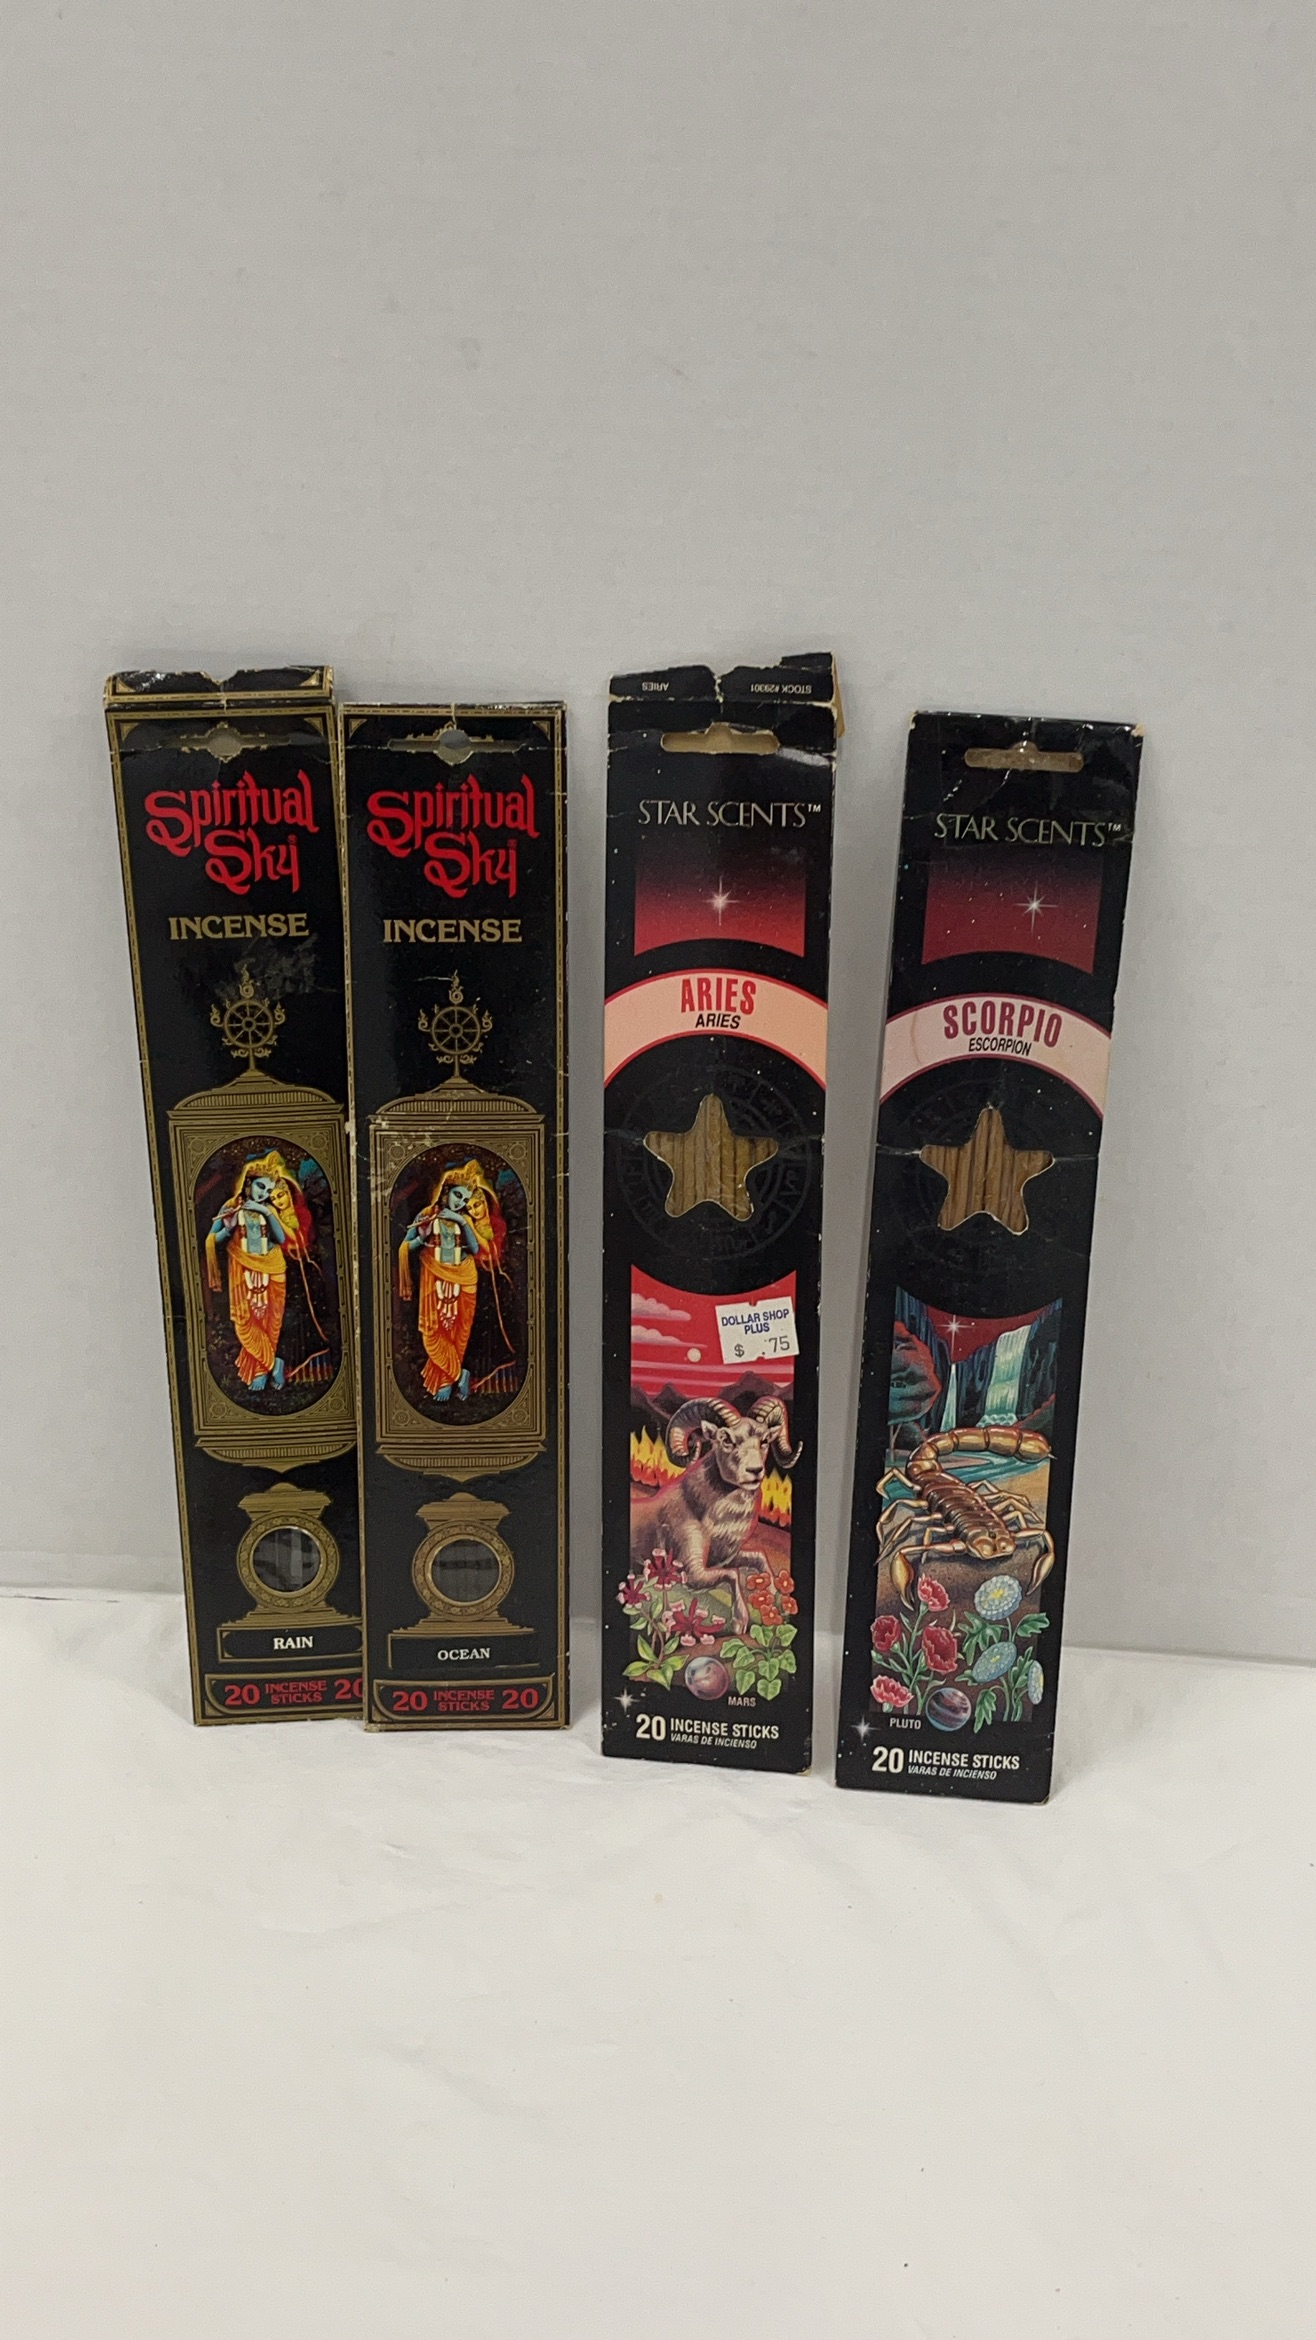 Spiritual
Sky
INCENSE
RAIN
20 INCENSE STICKS 20
Spiritual
Sky
INCENSE
OCEAN
20 INCENSE STICKS 20
ARIES
STOCK #29301
STAR SCENTS™
ARIES
ARIES
DOLLAR SHOP
PLUS
$ .75
MARS
20 INCENSE STICKS
VARAS DE INCIENSO
STAR SCENTS™
SCORPIO
ESCORPION
PLUTO
20 INCENSE STICKS
VARAS DE INCIENSO